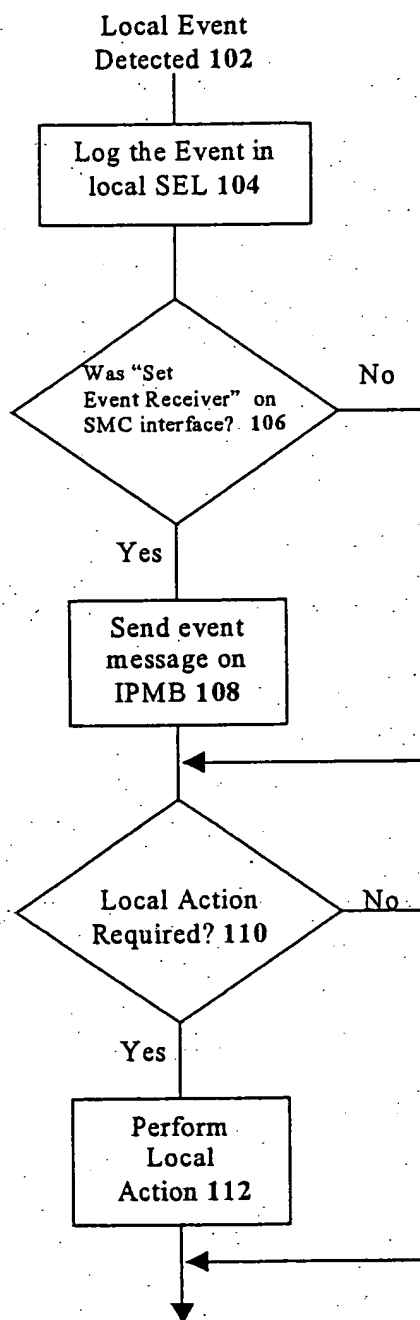 Local Event
Detected 102
Log the Event in
local SEL 104
Was "Set
Event Receiver" on
SMC interface? 106
No
Yes
Send event
message on
IPMB 108
Local Action
Required? 110
No
Yes
Perform
Local
Action 112